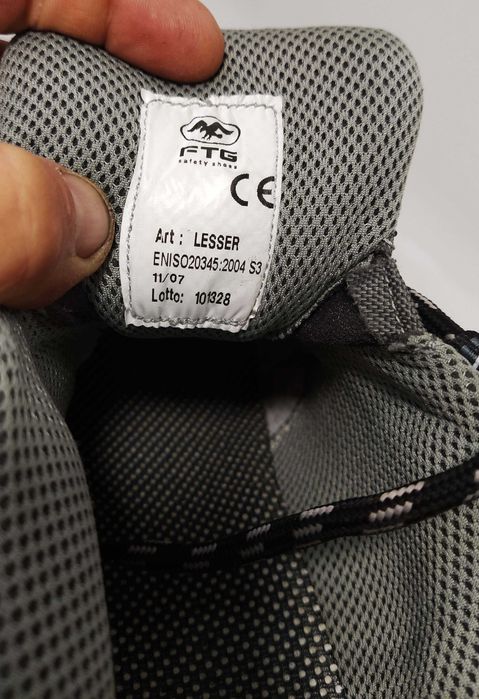 FTG
safety shoes
CE
Art : LESSER
ENISO20345:2004 S3
11/07
Lotto: 101328